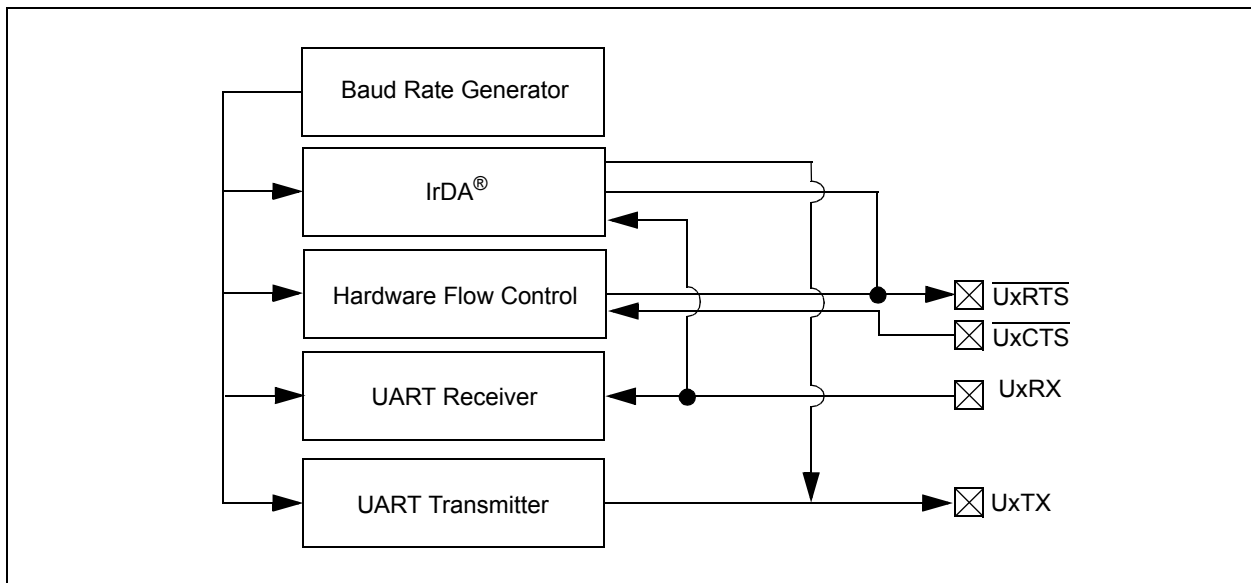 Baud Rate Generator
IrDA®
Hardware Flow Control
UxRTS
UxCTS
UART Receiver
UxRX
UART Transmitter
UxTX